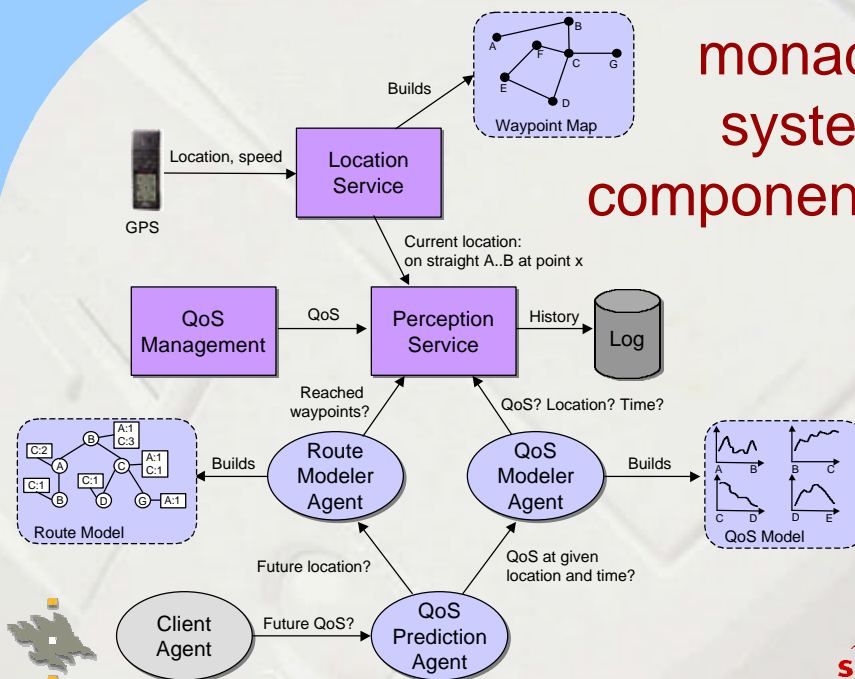 monad
syste
componen
A
B
F
C
G
E
D
Waypoint Map
Builds
Location, speed
GPS
Location
Service
Current location:
on straight A..B at point x
QoS
Management
QoS
Perception
Service
History
Log
Reached
waypoints?
QoS? Location? Time?
C:2
B
A:1
C:3
A
C
A:1
C:1
C:1
B
C:1
D
G
A:1
Route Model
Builds
Route
Modeler
Agent
QoS
Modeler
Agent
Builds
A B
B C
C D
D E
QoS Model
Future location?
QoS at given
location and time?
Client
Agent
Future QoS?
QoS
Prediction
Agent
s